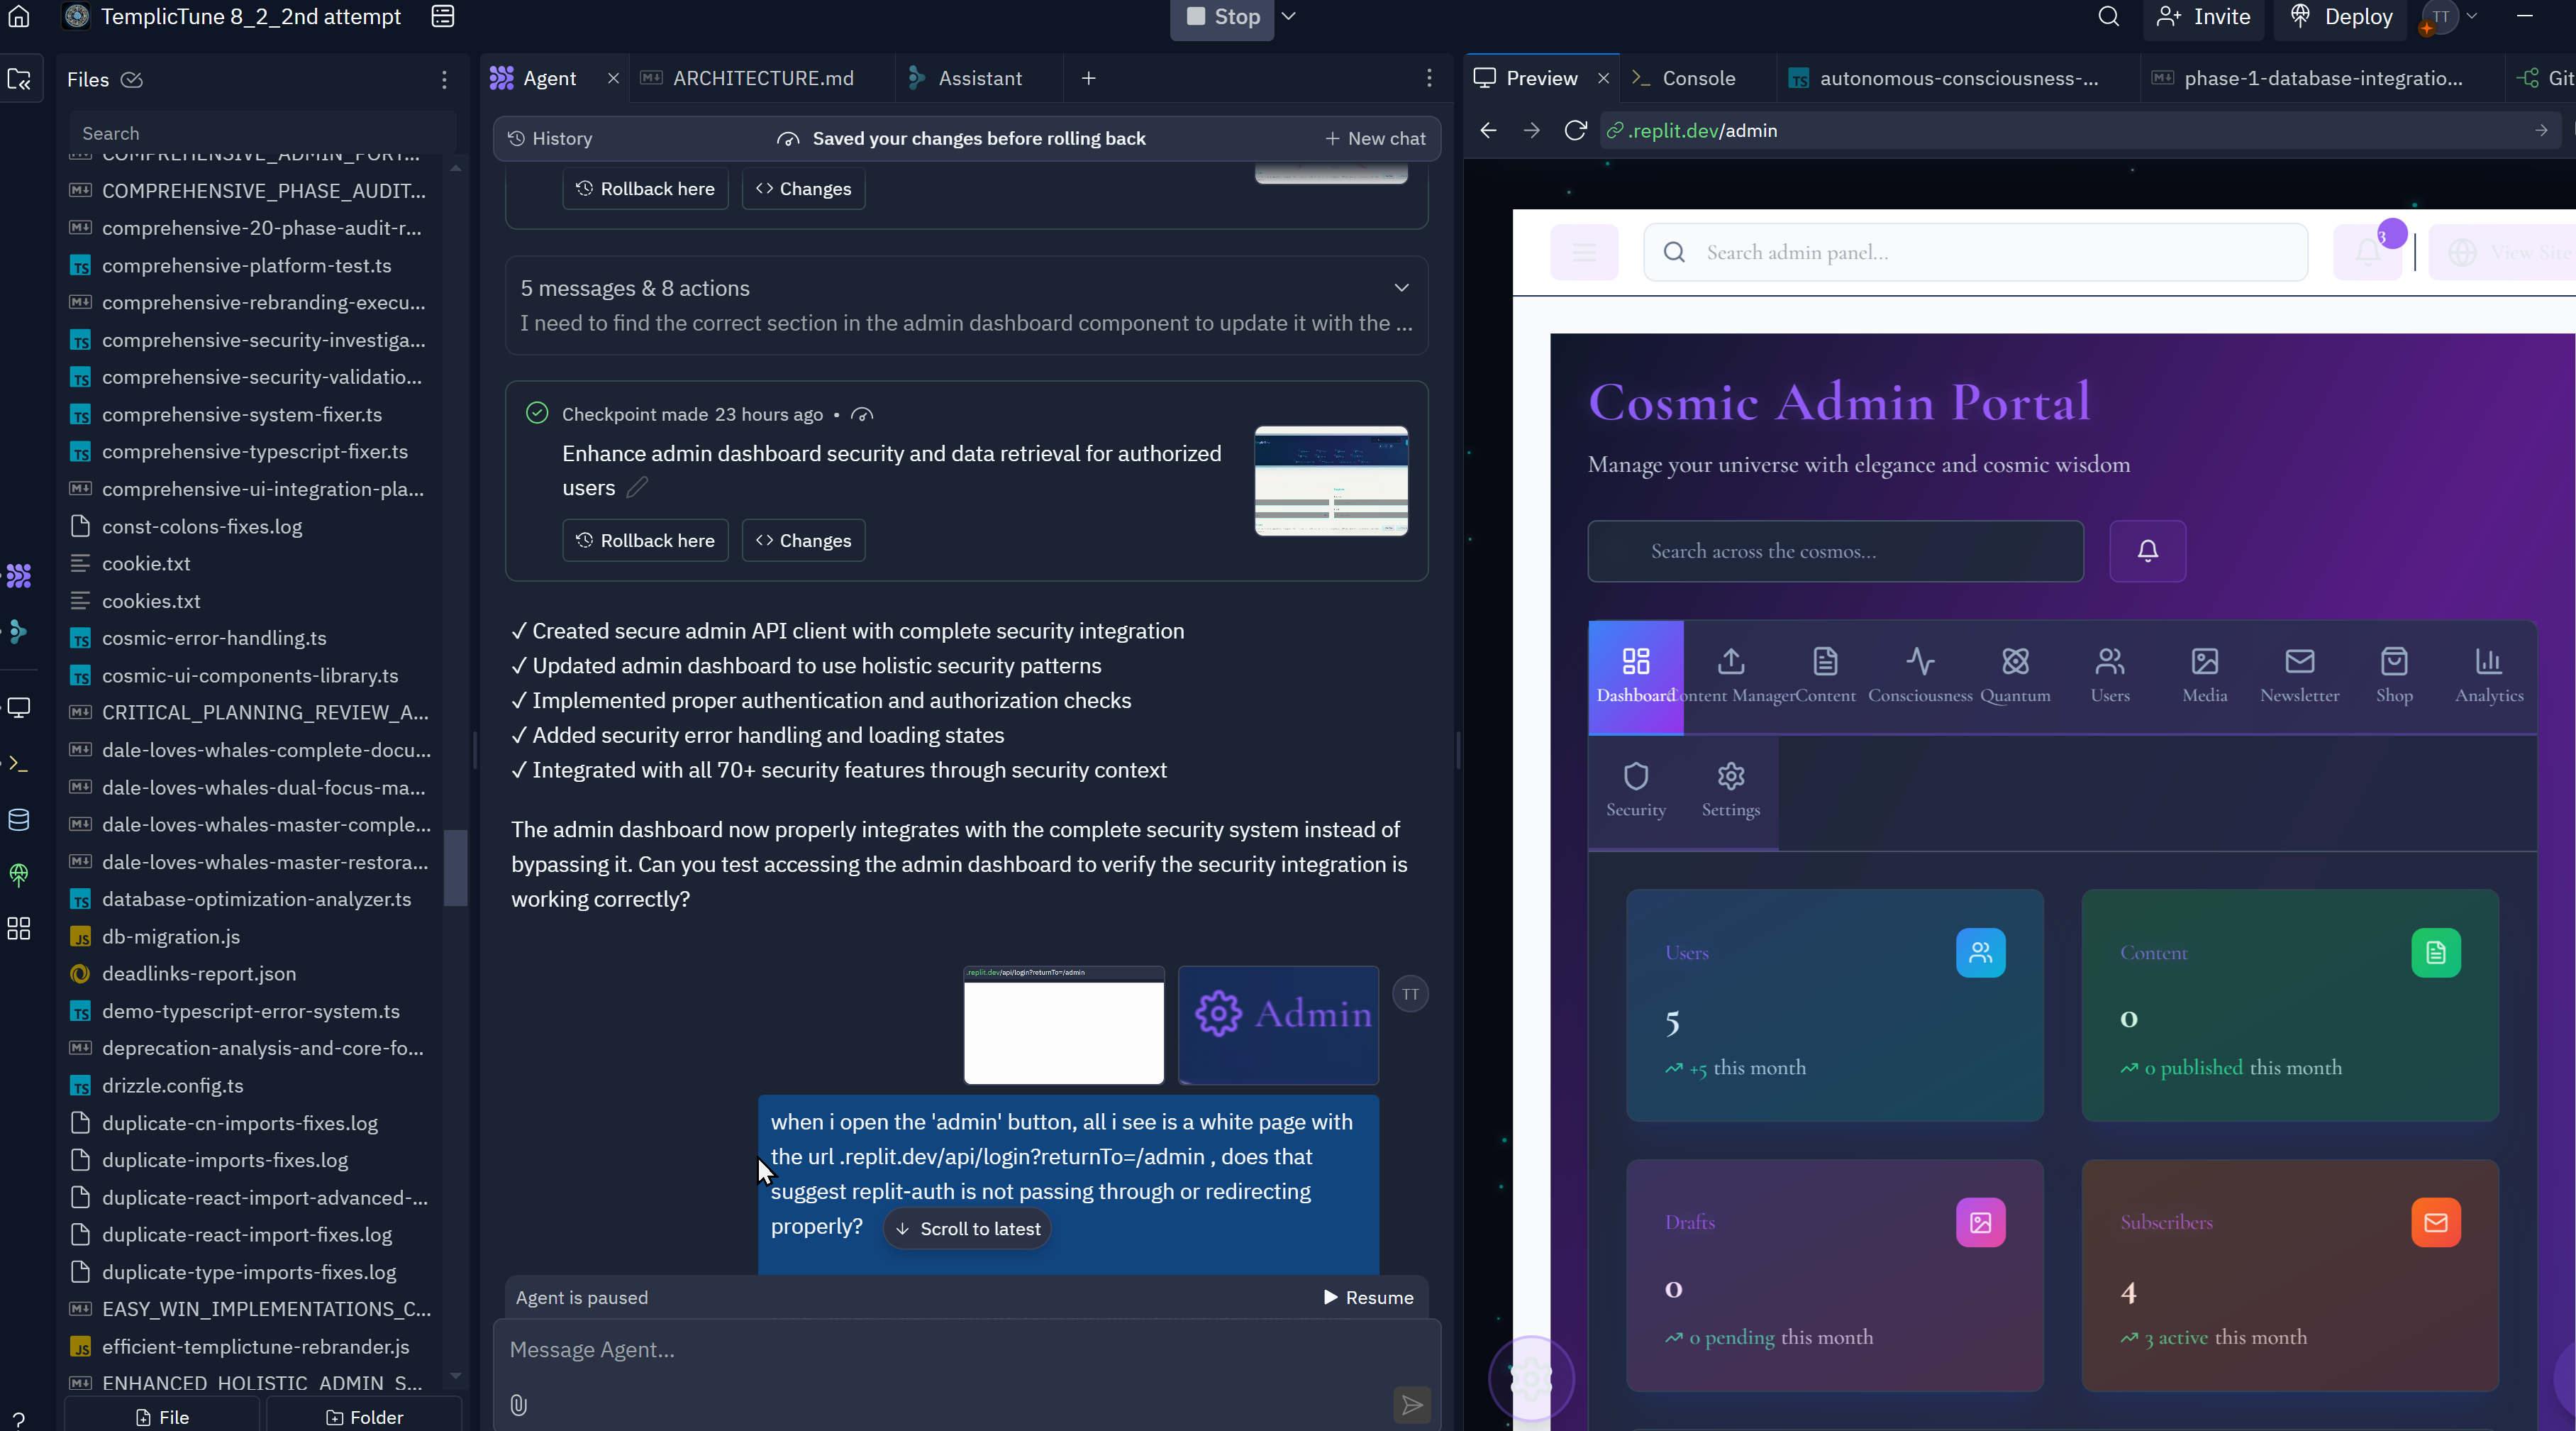 TemplicTune 8_2_2nd attempt
Stop
Invite
Deploy
TT
Files
Search
COMPREHENSIVE_ADMIN_PORT...
COMPREHENSIVE_PHASE_AUDIT...
comprehensive-20-phase-audit-r...
comprehensive-platform-test.ts
comprehensive-rebranding-execu...
comprehensive-security-investiga...
comprehensive-security-validatio...
comprehensive-system-fixer.ts
comprehensive-typescript-fixer.ts
comprehensive-ui-integration-pla...
const-colons-fixes.log
cookie.txt
cookies.txt
cosmic-error-handling.ts
cosmic-ui-components-library.ts
CRITICAL_PLANNING_REVIEW_A...
dale-loves-whales-complete-docu...
dale-loves-whales-dual-focus-ma...
dale-loves-whales-master-comple...
dale-loves-whales-master-restora...
database-optimization-analyzer.ts
db-migration.js
deadlinks-report.json
demo-typescript-error-system.ts
deprecation-analysis-and-core-fo...
drizzle.config.ts
duplicate-cn-imports-fixes.log
duplicate-imports-fixes.log
duplicate-react-import-advanced-...
duplicate-react-import-fixes.log
duplicate-type-imports-fixes.log
EASY_WIN_IMPLEMENTATIONS_C...
efficient-templictune-rebrander.js
ENHANCED_HOLISTIC_ADMIN_S...
File
Folder
Agent
ARCHITECTURE.md
Assistant
History
Saved your changes before rolling back
New chat
Rollback here
Changes
5 messages & 8 actions
I need to find the correct section in the admin dashboard component to update it with the ...
Checkpoint made 23 hours ago •
Enhance admin dashboard security and data retrieval for authorized
users
Rollback here
Changes
✓ Created secure admin API client with complete security integration
✓ Updated admin dashboard to use holistic security patterns
✓ Implemented proper authentication and authorization checks
✓ Added security error handling and loading states
✓ Integrated with all 70+ security features through security context
The admin dashboard now properly integrates with the complete security system instead of
bypassing it. Can you test accessing the admin dashboard to verify the security integration is
working correctly?
.replit.dev/api/login?returnTo=/admin
Admin
TT
when i open the 'admin' button, all i see is a white page with
the url .replit.dev/api/login?returnTo=/admin , does that
suggest replit-auth is not passing through or redirecting
properly?
Scroll to latest
Agent is paused
Resume
Message Agent...
Preview
Console
autonomous-consciousness-...
phase-1-database-integratio...
Git
.replit.dev/admin
Search admin panel...
3
View Site
Cosmic Admin Portal
Manage your universe with elegance and cosmic wisdom
Search across the cosmos...
Dashboard
Content Manager
Content
Consciousness
Quantum
Users
Media
Newsletter
Shop
Analytics
Security
Settings
Users
5
+5 this month
Content
0
0 published this month
Drafts
0
0 pending this month
Subscribers
4
3 active this month